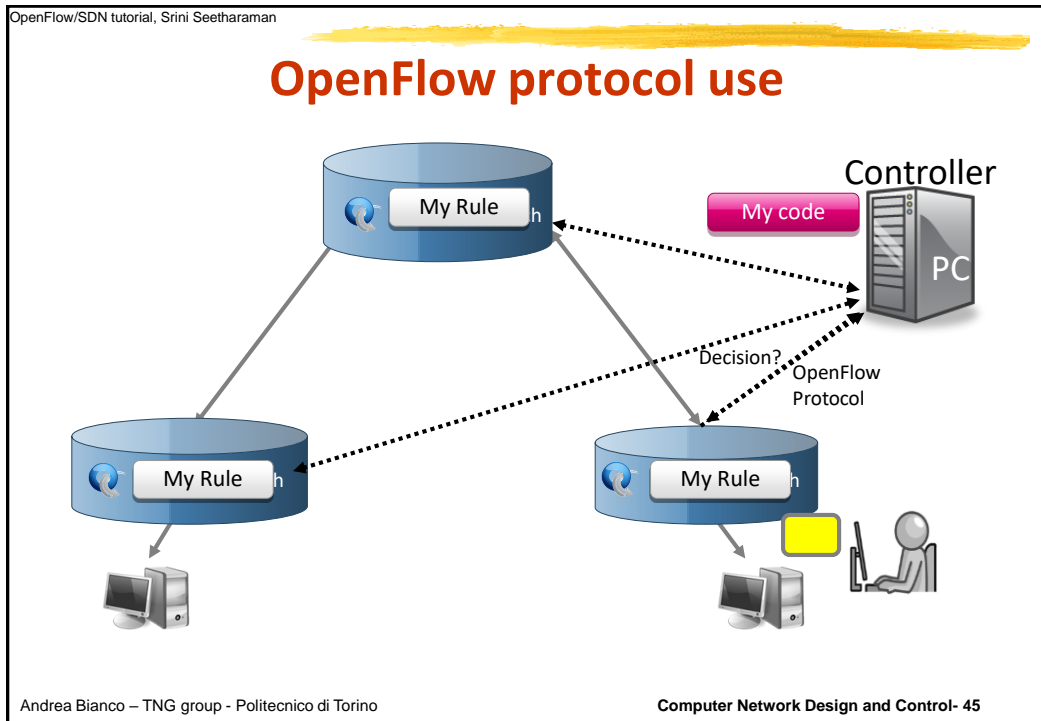 OpenFlow/SDN tutorial, Srini Seetharaman
OpenFlow protocol use
Controller
My Rule
h
My code
PC
Decision?
OpenFlow
Protocol
My Rule
h
My Rule
h
Andrea Bianco – TNG group - Politecnico di Torino
Computer Network Design and Control- 45